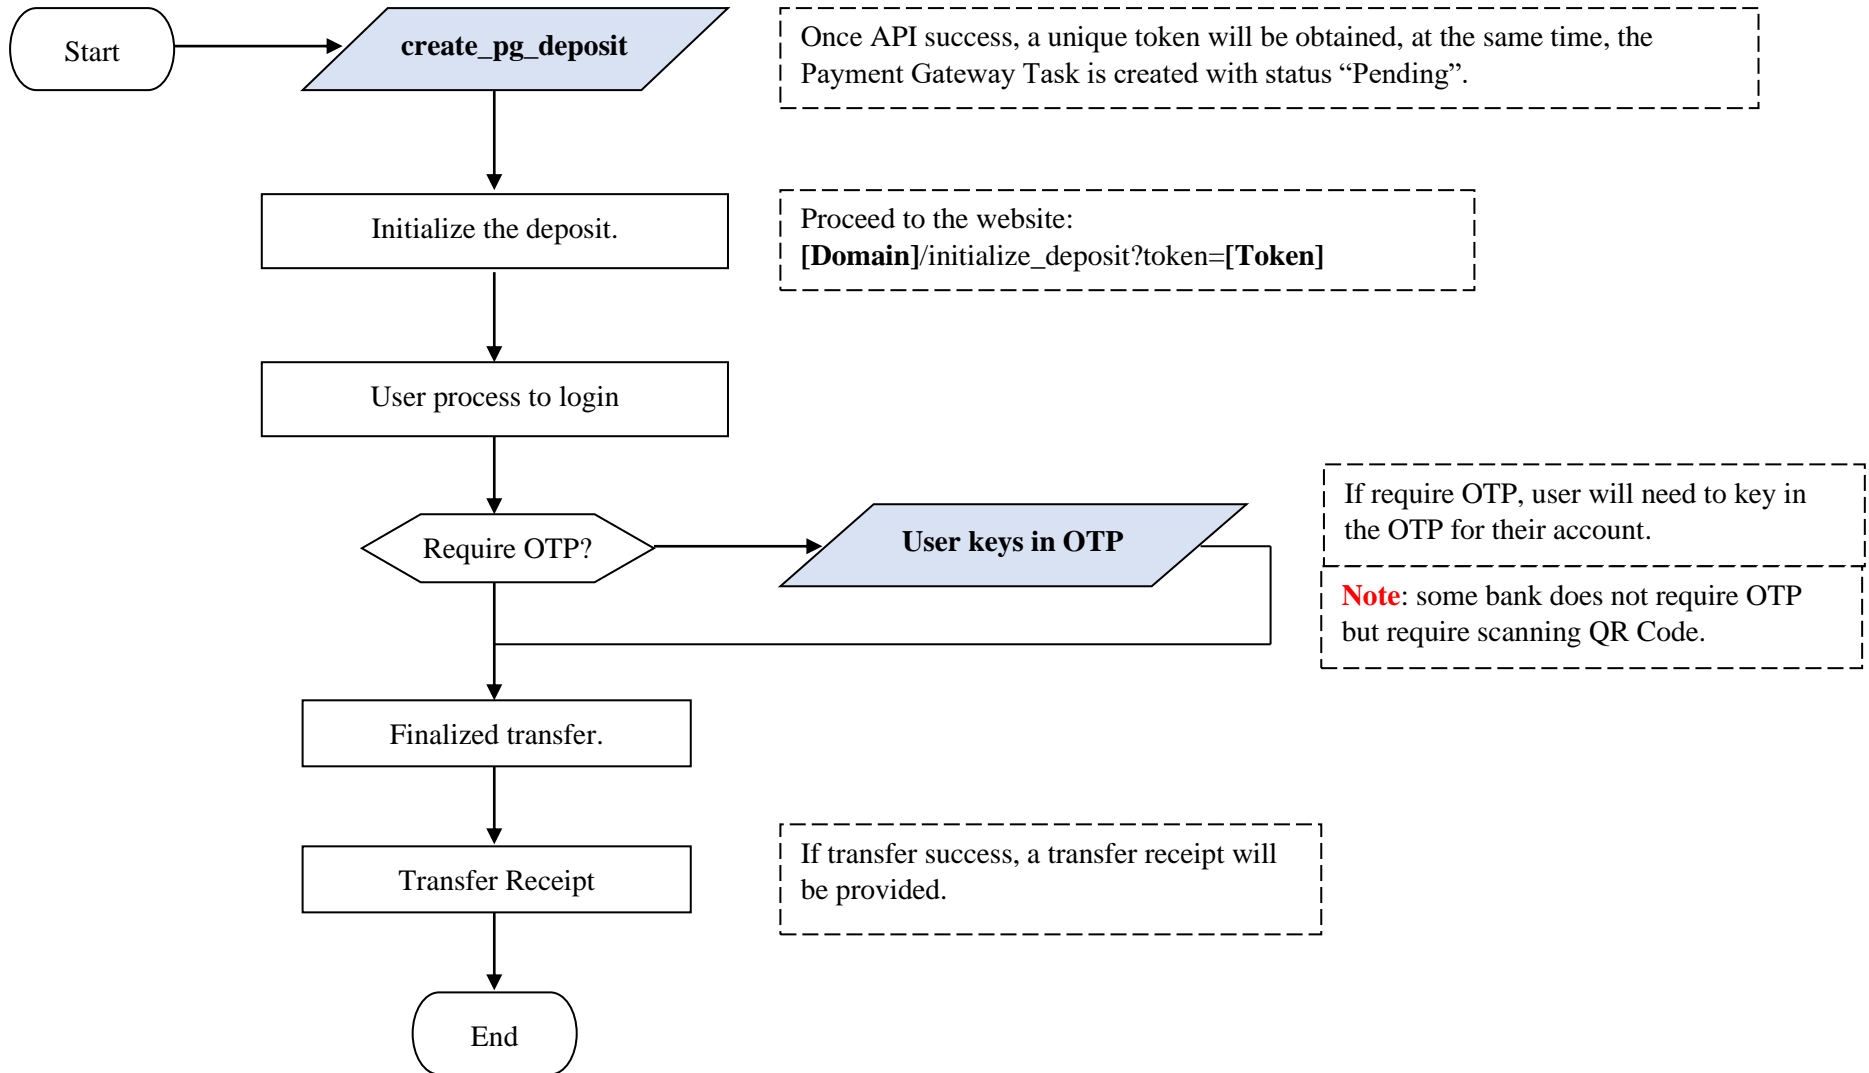 Start
create_pg_deposit
Once API success, a unique token will be obtained, at the same time, the
Payment Gateway Task is created with status “Pending”.
Initialize the deposit.
Proceed to the website:
[Domain]/initialize_deposit?token=[Token]
User process to login
Require OTP?
User keys in OTP
If require OTP, user will need to key in
the OTP for their account.
Note: some bank does not require OTP
but require scanning QR Code.
Finalized transfer.
Transfer Receipt
If transfer success, a transfer receipt will
be provided.
End